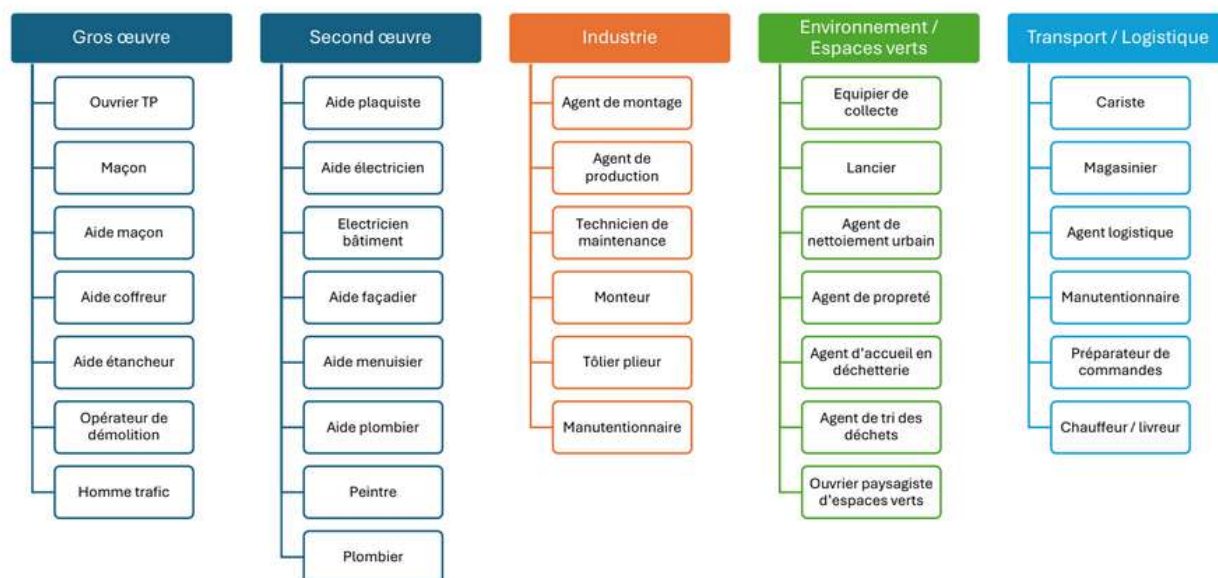 Gros œuvre
Ouvrier TP
Maçon
Aide maçon
Aide coffreur
Aide étancheur
Opérateur de
démolition
Homme trafic
Second œuvre
Aide plaquiste
Aide électricien
Electricien
bâtiment
Aide façadier
Aide menuisier
Aide plombier
Peintre
Plombier
Industrie
Agent de montage
Agent de
production
Technicien de
maintenance
Monteur
Tôlier plieur
Manutentionnaire
Environnement /
Espaces verts
Equipier de
collecte
Lancier
Agent de
nettoiement urbain
Agent de propreté
Agent d'accueil en
déchetterie
Agent de tri des
déchets
Ouvrier paysagiste
d'espaces verts
Transport / Logistique
Cariste
Magasinier
Agent logistique
Manutentionnaire
Préparateur de
commandes
Chauffeur / livreur